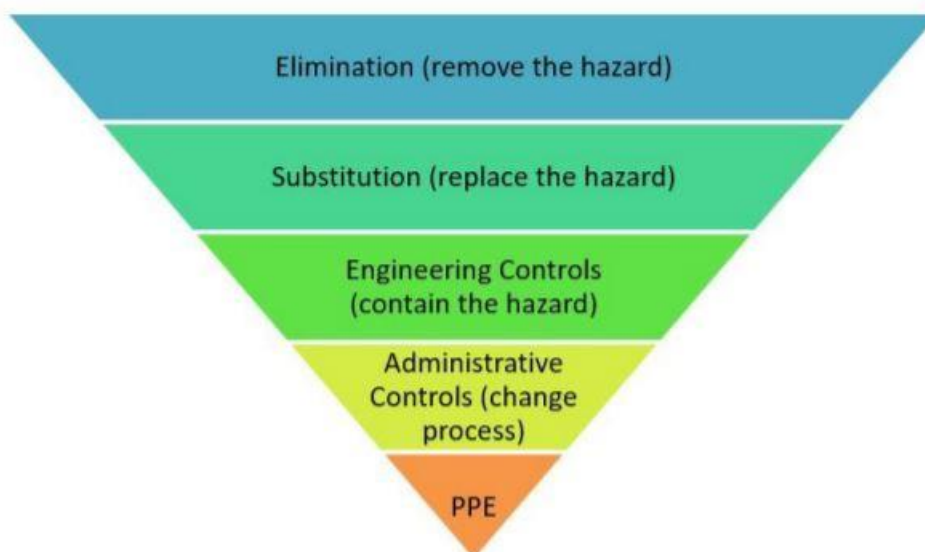 Elimination (remove the hazard)
Substitution (replace the hazard)
Engineering Controls
(contain the hazard)
Administrative
Controls (change
process)
PPE